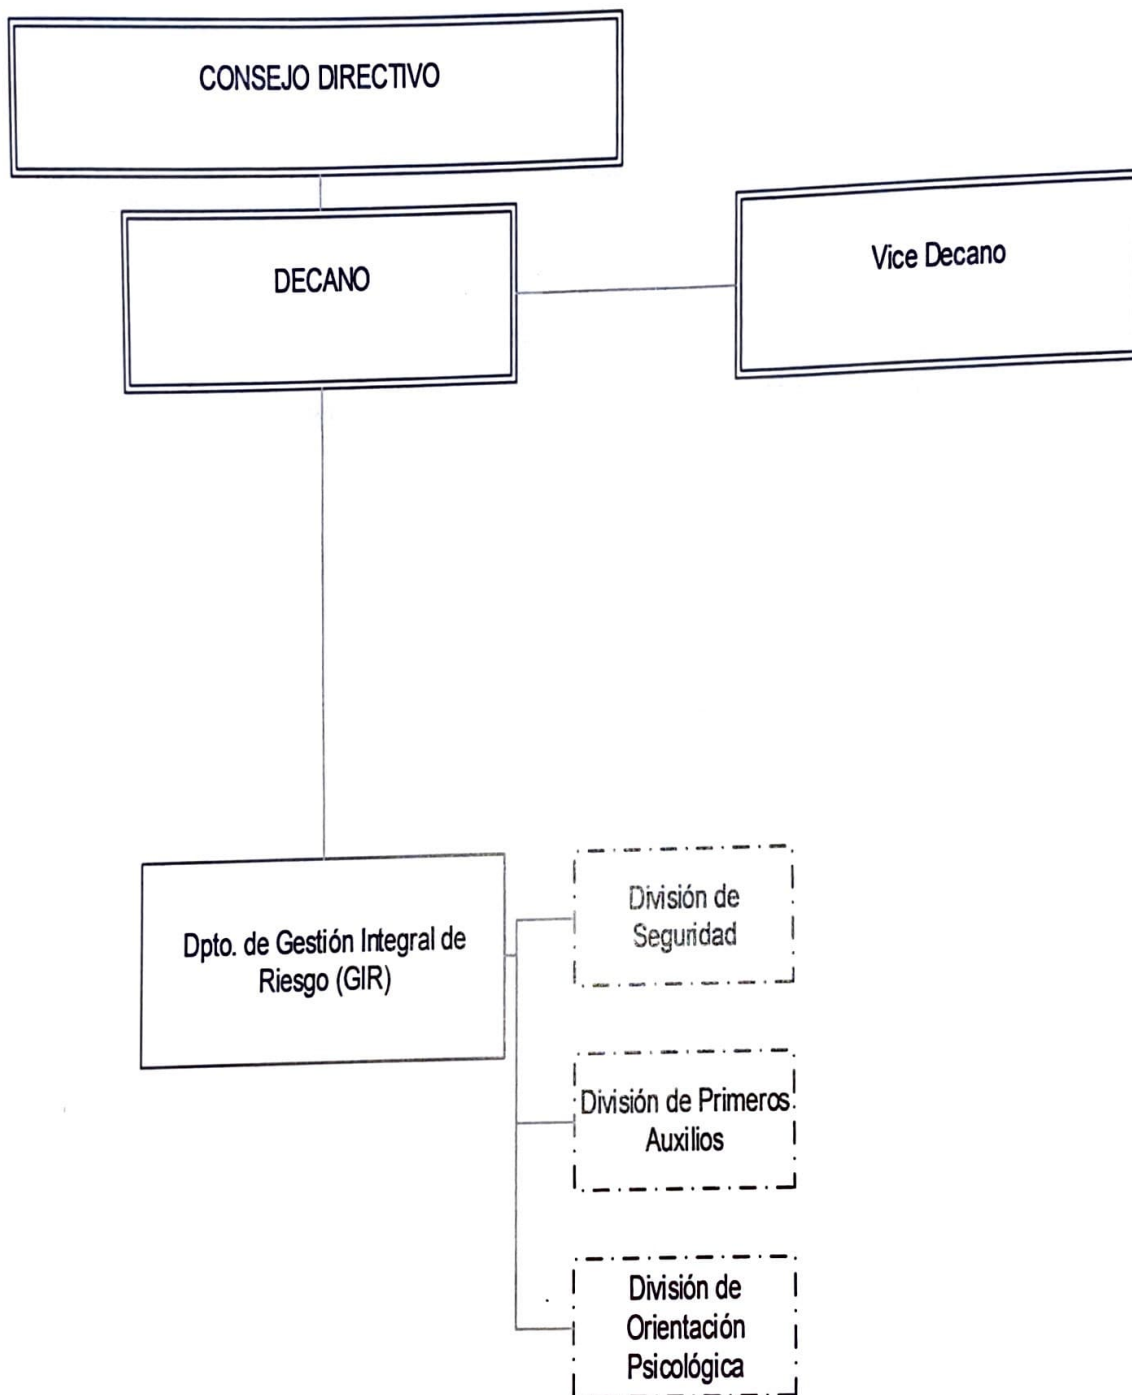 CONSEJO DIRECTIVO
DECANO
Vice Decano
Dpto. de Gestión Integral de
Riesgo (GIR)
División de
Seguridad
División de Primeros
Auxilios
División de
Orientación
Psicológica